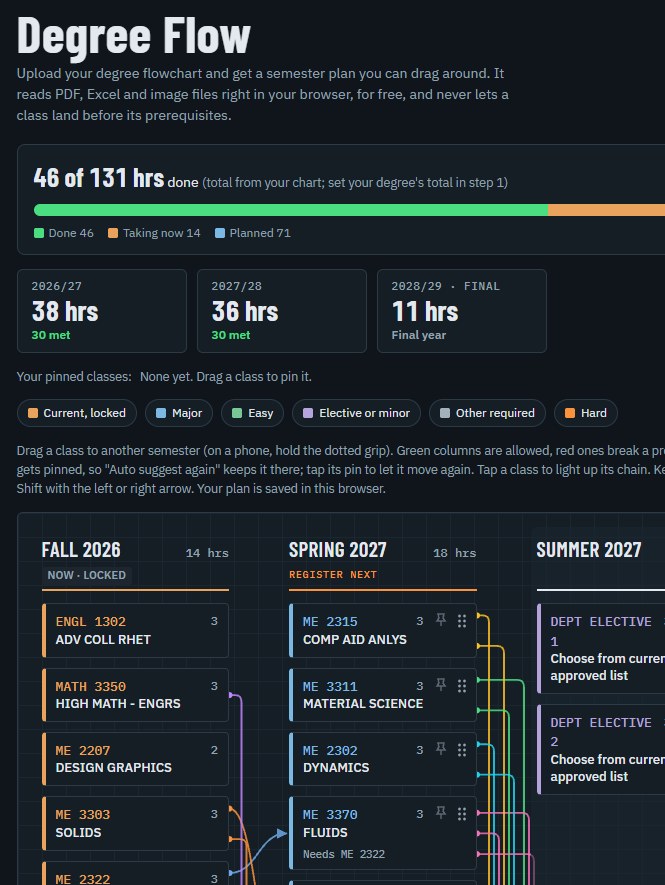 Degree Flow
Upload your degree flowchart and get a semester plan you can drag around. It
reads PDF, Excel and image files right in your browser, for free, and never lets a
class land before its prerequisites.
46 of 131 hrs done (total from your chart; set your degree's total in step 1)
Done 46 Taking now 14 Planned 71
2026/27
38 hrs
30 met
2027/28
36 hrs
30 met
2028/29 · FINAL
11 hrs
Final year
Your pinned classes: None yet. Drag a class to pin it.
Current, locked Major Easy Elective or minor Other required Hard
Drag a class to another semester (on a phone, hold the dotted grip). Green columns are allowed, red ones break a
gets pinned, so "Auto suggest again" keeps it there; tap its pin to let it move again. Tap a class to light up its chain.
Shift with the left or right arrow. Your plan is saved in this browser.
FALL 2026 14 hrs
NOW · LOCKED
ENGL 1302 3
ADV COLL RHET
MATH 3350 3
HIGH MATH - ENGRS
ME 2207 2
DESIGN GRAPHICS
ME 3303 3
SOLIDS
ME 2322 3
SPRING 2027 18 hrs
REGISTER NEXT
ME 2315 3
COMP AID ANLYS
ME 3311 3
MATERIAL SCIENCE
ME 2302 3
DYNAMICS
ME 3370 3
FLUIDS
Needs ME 2322
SUMMER 2027
DEPT ELECTIVE
1
Choose from
approved list
DEPT ELECTIVE
2
Choose from
approved list